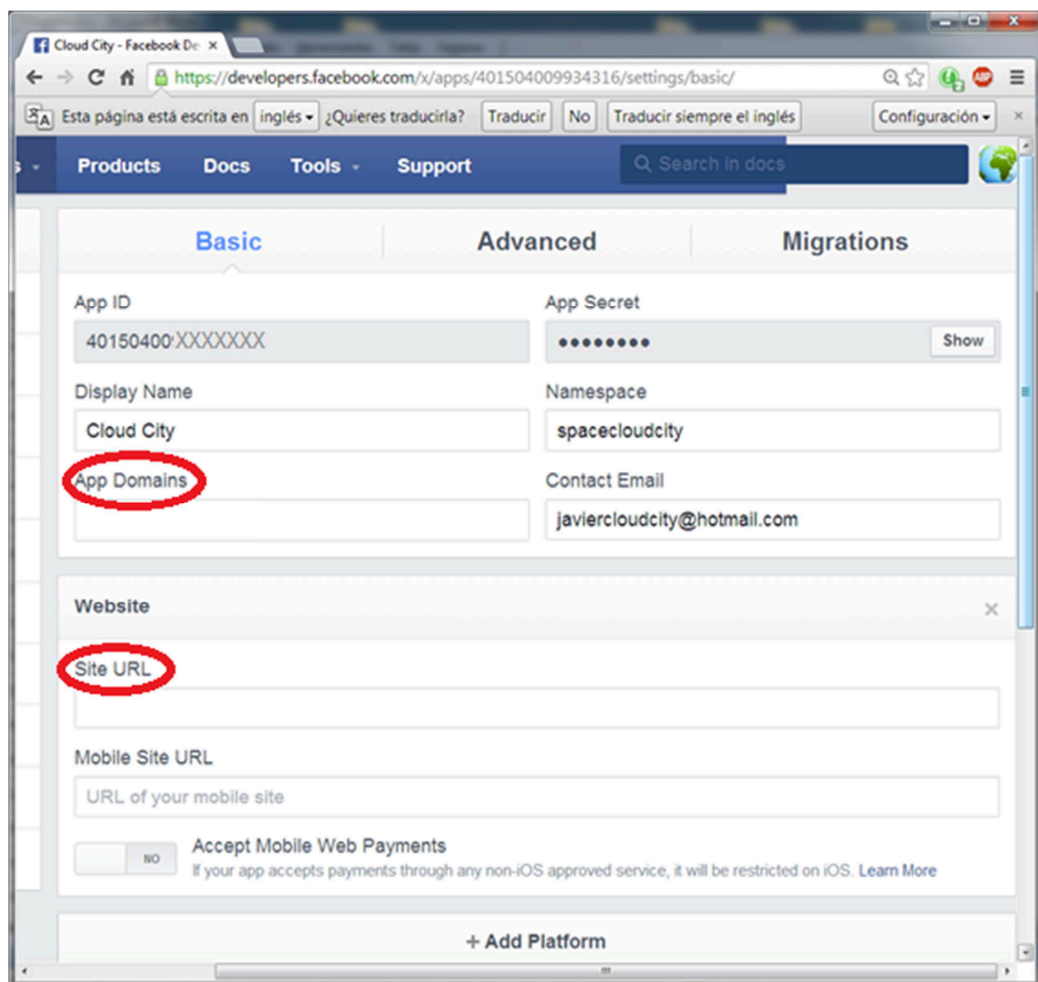 Cloud City - Facebook De
https://developers.facebook.com/x/apps/401504009934316/settings/basic/
Esta página está escrita en inglés ¿Quieres traducirla? Traducir No Traducir siempre el inglés Configuración
s Products Docs Tools Support Search in docs
Basic Advanced Migrations
App ID App Secret
40150400XXXXXXX •••••••• Show
Display Name Namespace
Cloud City spacecloudcity
App Domains Contact Email
javiercloudcity@hotmail.com
Website
Site URL
Mobile Site URL
URL of your mobile site
NO Accept Mobile Web Payments
If your app accepts payments through any non-iOS approved service, it will be restricted on iOS. Learn More
+ Add Platform